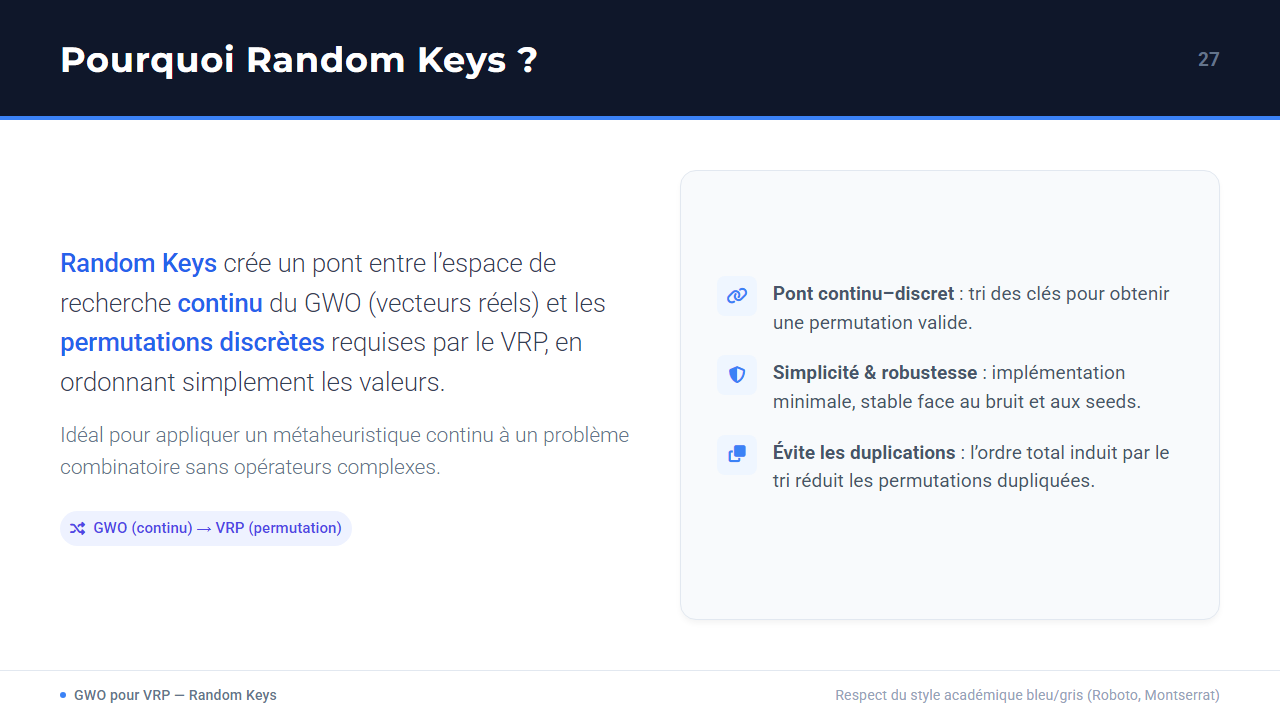 Pourquoi Random Keys ?
27
Random Keys crée un pont entre l’espace de
recherche continu du GWO (vecteurs réels) et les
permutations discrètes requises par le VRP, en
ordonnant simplement les valeurs.
Idéal pour appliquer un métaheuristique continu à un problème
combinatoire sans opérateurs complexes.
GWO (continu) → VRP (permutation)
Pont continu–discret : tri des clés pour obtenir
une permutation valide.
Simplicité & robustesse : implémentation
minimale, stable face au bruit et aux seeds.
Évite les duplications : l’ordre total induit par le
tri réduit les permutations dupliquées.
GWO pour VRP — Random Keys
Respect du style académique bleu/gris (Roboto, Montserrat)